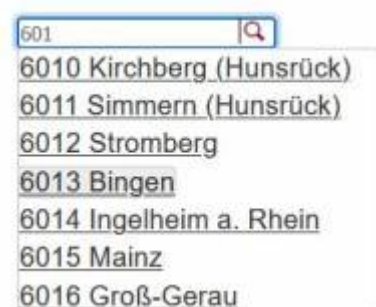 601
6010 Kirchberg (Hunsrück)
6011 Simmern (Hunsrück)
6012 Stromberg
6013 Bingen
6014 Ingelheim a. Rhein
6015 Mainz
6016 Groß-Gerau